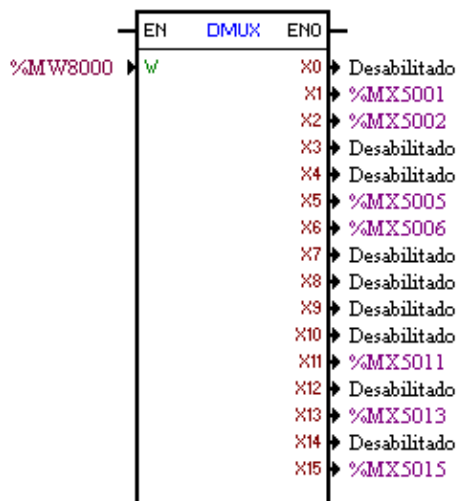 EN DMUX ENO
%MW8000 W X0 Desabilitado
X1 %MX5001
X2 %MX5002
X3 Desabilitado
X4 Desabilitado
X5 %MX5005
X6 %MX5006
X7 Desabilitado
X8 Desabilitado
X9 Desabilitado
X10 Desabilitado
X11 %MX5011
X12 Desabilitado
X13 %MX5013
X14 Desabilitado
X15 %MX5015